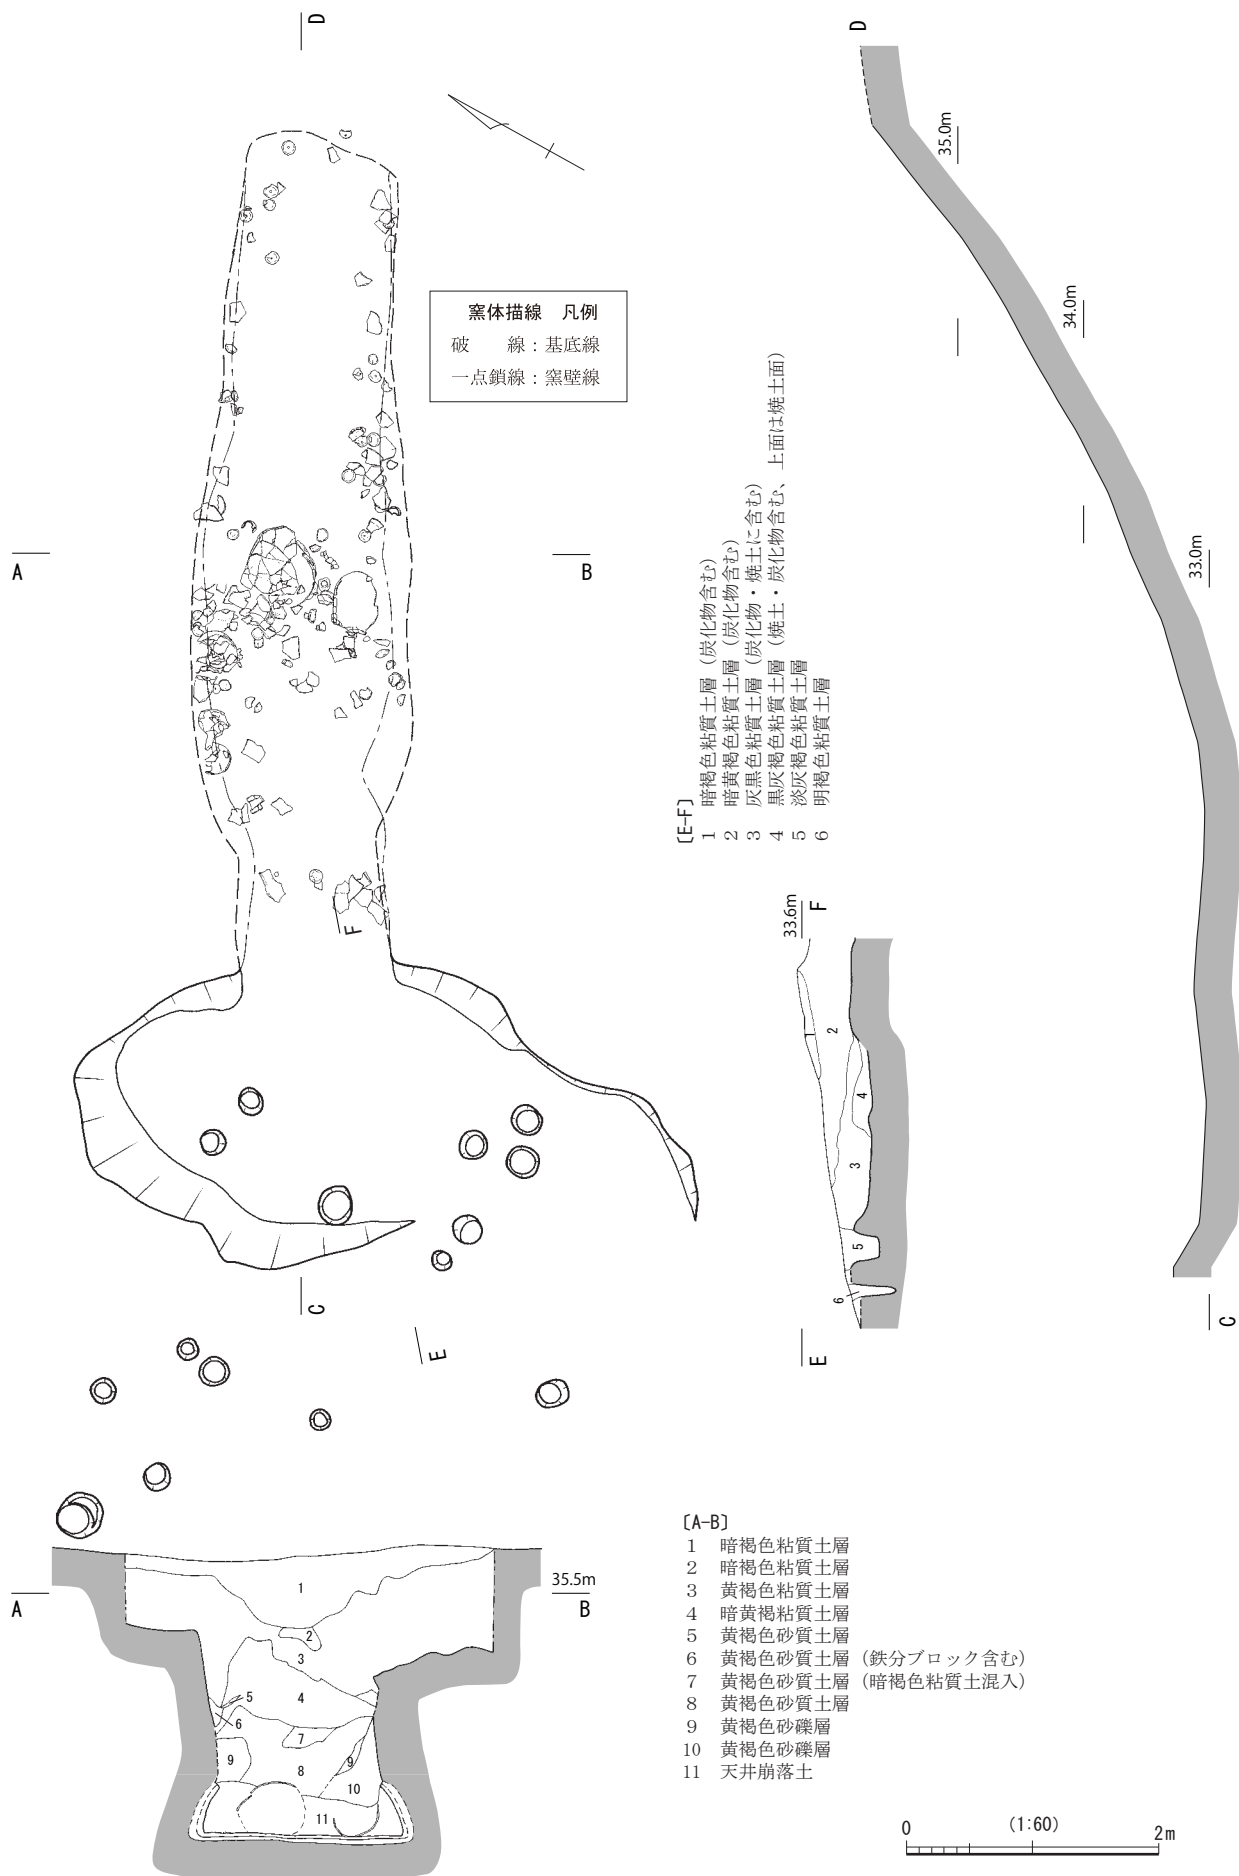 D
D
35.0m
窯体描線 凡例
破 線：基底線
一点鎖線：窯壁線
34.0m
33.0m
A
B
[E-F]
1 暗褐色粘質土層（炭化物含む）
2 暗黄褐色粘質土層（炭化物含む）
3 灰黒色粘質土層（炭化物・焼土に含む）
4 黒灰褐色粘質土層（焼土・炭化物含む、上面は焼土面）
5 淡灰褐色粘質土層
6 明褐色粘質土層
F
33.6m
F
1
2
4
3
5
6
E
C
C
E
〔A-B〕
1 暗褐色粘質土層
2 暗褐色粘質土層
3 黄褐色粘質土層
4 暗黄褐粘質土層
5 黄褐色砂質土層
6 黄褐色砂質土層（鉄分ブロック含む）
7 黄褐色砂質土層（暗褐色粘質土混入）
8 黄褐色砂質土層
9 黄褐色砂礫層
10 黄褐色砂礫層
11 天井崩落土
35.5m
A
B
1
2
3
4
5
6
7
9
8
9
10
11
0 (1:60) 2m